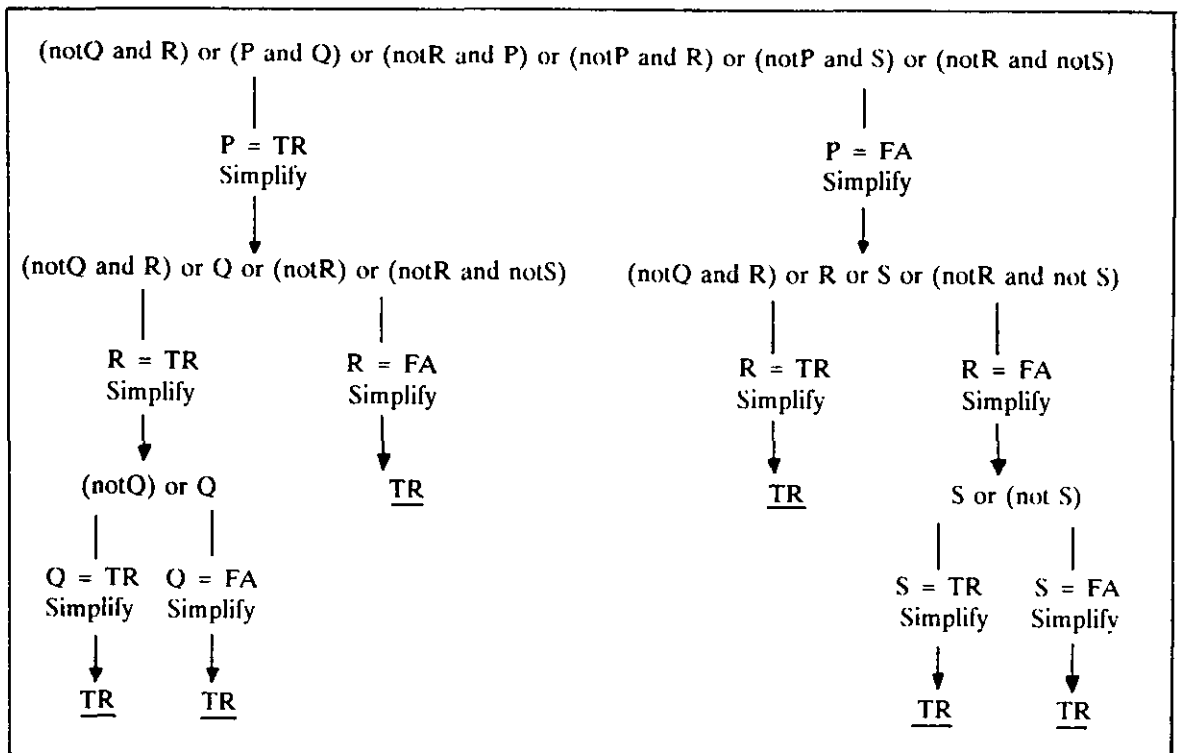 (notQ and R) or (P and Q) or (notR and P) or (notP and R) or (notP and S) or (notR and notS)
P = TR
Simplify
P = FA
Simplify
(notQ and R) or Q or (notR) or (notR and notS)
(notQ and R) or R or S or (notR and not S)
R = TR
Simplify
R = FA
Simplify
R = TR
Simplify
R = FA
Simplify
(notQ) or Q
TR
TR
S or (not S)
Q = TR
Simplify
Q = FA
Simplify
S = TR
Simplify
S = FA
Simplify
TR
TR
TR
TR